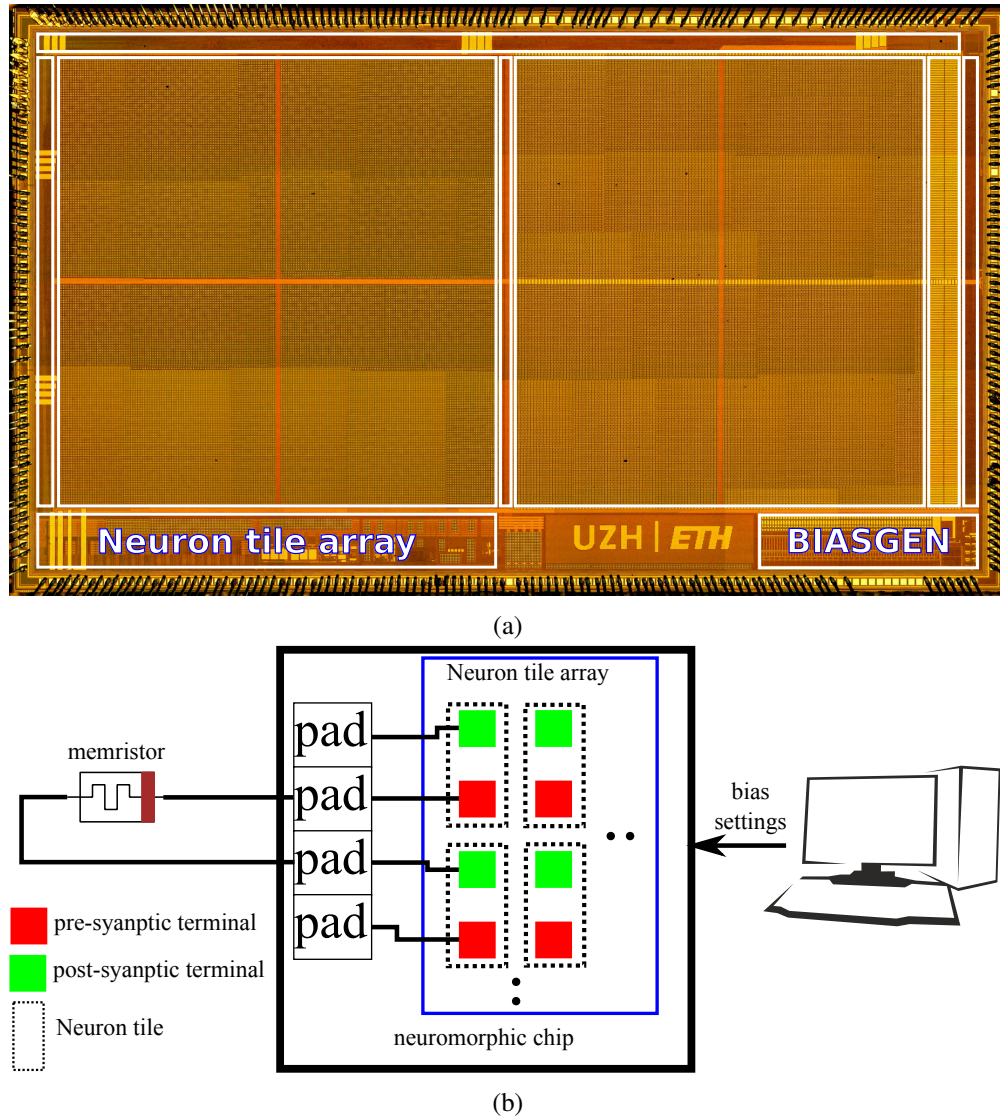 UZH | ETH
Neuron tile array
BIASGEN
(a)
Neuron tile array
pad
memristor
pad
bias
settings
pad
pad
pre-syanptic terminal
post-syanptic terminal
Neuron tile
neuromorphic chip
(b)